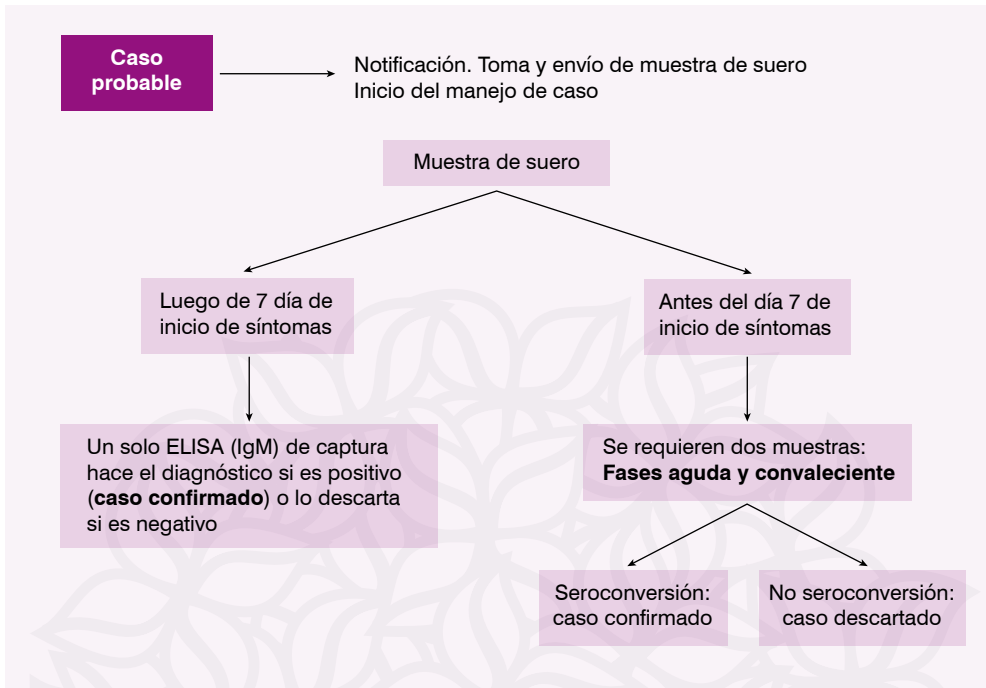 Caso
probable
Notificación. Toma y envío de muestra de suero
Inicio del manejo de caso
Muestra de suero
Luego de 7 día de
inicio de síntomas
Antes del día 7 de
inicio de síntomas
Un solo ELISA (IgM) de captura
hace el diagnóstico si es positivo
(caso confirmado) o lo descarta
si es negativo
Se requieren dos muestras:
Fases aguda y convaleciente
Seroconversión:
caso confirmado
No seroconversión:
caso descartado